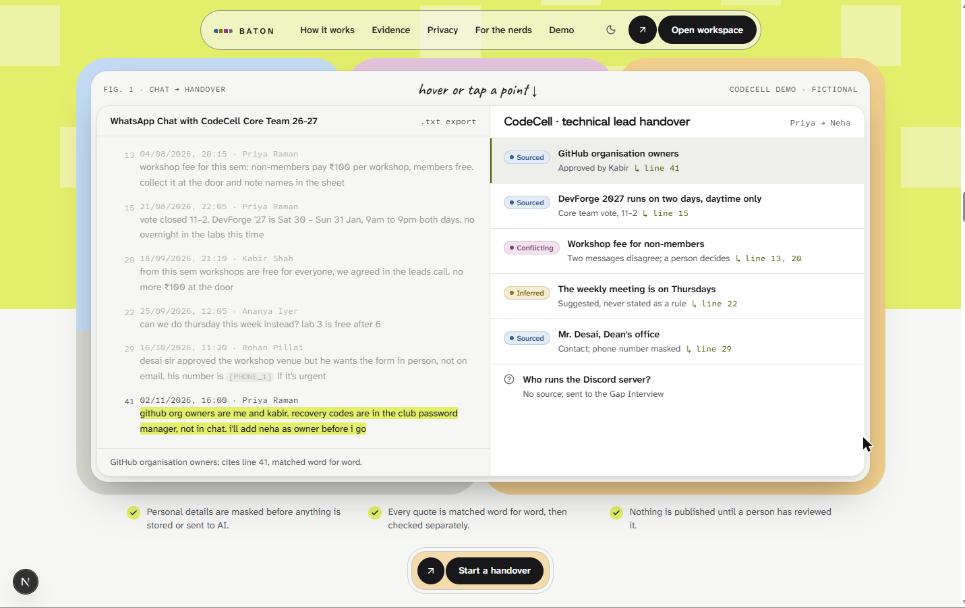 BATON
How it works
Evidence
Privacy
For the nerds
Demo
Open workspace
FIG. 1 · CHAT → HANDOVER
hover or tap a point ↓
CODECELL DEMO · FICTIONAL
WhatsApp Chat with CodeCell Core Team 26-27
.txt export
13 04/08/2026, 20:15 · Priya Raman
workshop fee for this sem: non-members pay ₹100 per workshop, members free.
collect it at the door and note names in the sheet
15 21/08/2026, 22:05 · Priya Raman
vote closed 11–2. DevForge '27 is Sat 30 – Sun 31 Jan, 9am to 9pm both days. no
overnight in the labs this time
20 18/09/2026, 21:10 · Kabir Shah
from this sem workshops are free for everyone, we agreed in the leads call. no
more ₹100 at the door
22 25/09/2026, 12:05 · Ananya Iyer
can we do thursday this week instead? lab 3 is free after 6
29 16/10/2026, 11:20 · Rohan Pillai
desai sir approved the workshop venue but he wants the form in person, not on
email. his number is [PHONE_1] if it's urgent
41 02/11/2026, 16:00 · Priya Raman
github org owners are me and kabir. recovery codes are in the club password
manager, not in chat. i'll add neha as owner before i go
GitHub organisation owners: cites line 41, matched word for word.
CodeCell · technical lead handover
Priya → Neha
Sourced
GitHub organisation owners
Approved by Kabir ↳ line 41
Sourced
DevForge 2027 runs on two days, daytime only
Core team vote, 11–2 ↳ line 15
Conflicting
Workshop fee for non-members
Two messages disagree; a person decides ↳ line 13, 20
Inferred
The weekly meeting is on Thursdays
Suggested, never stated as a rule ↳ line 22
Sourced
Mr. Desai, Dean's office
Contact; phone number masked ↳ line 29
Who runs the Discord server?
No source; sent to the Gap Interview
Personal details are masked before anything is
stored or sent to AI.
Every quote is matched word for word, then
checked separately.
Nothing is published until a person has reviewed
it.
Start a handover
N